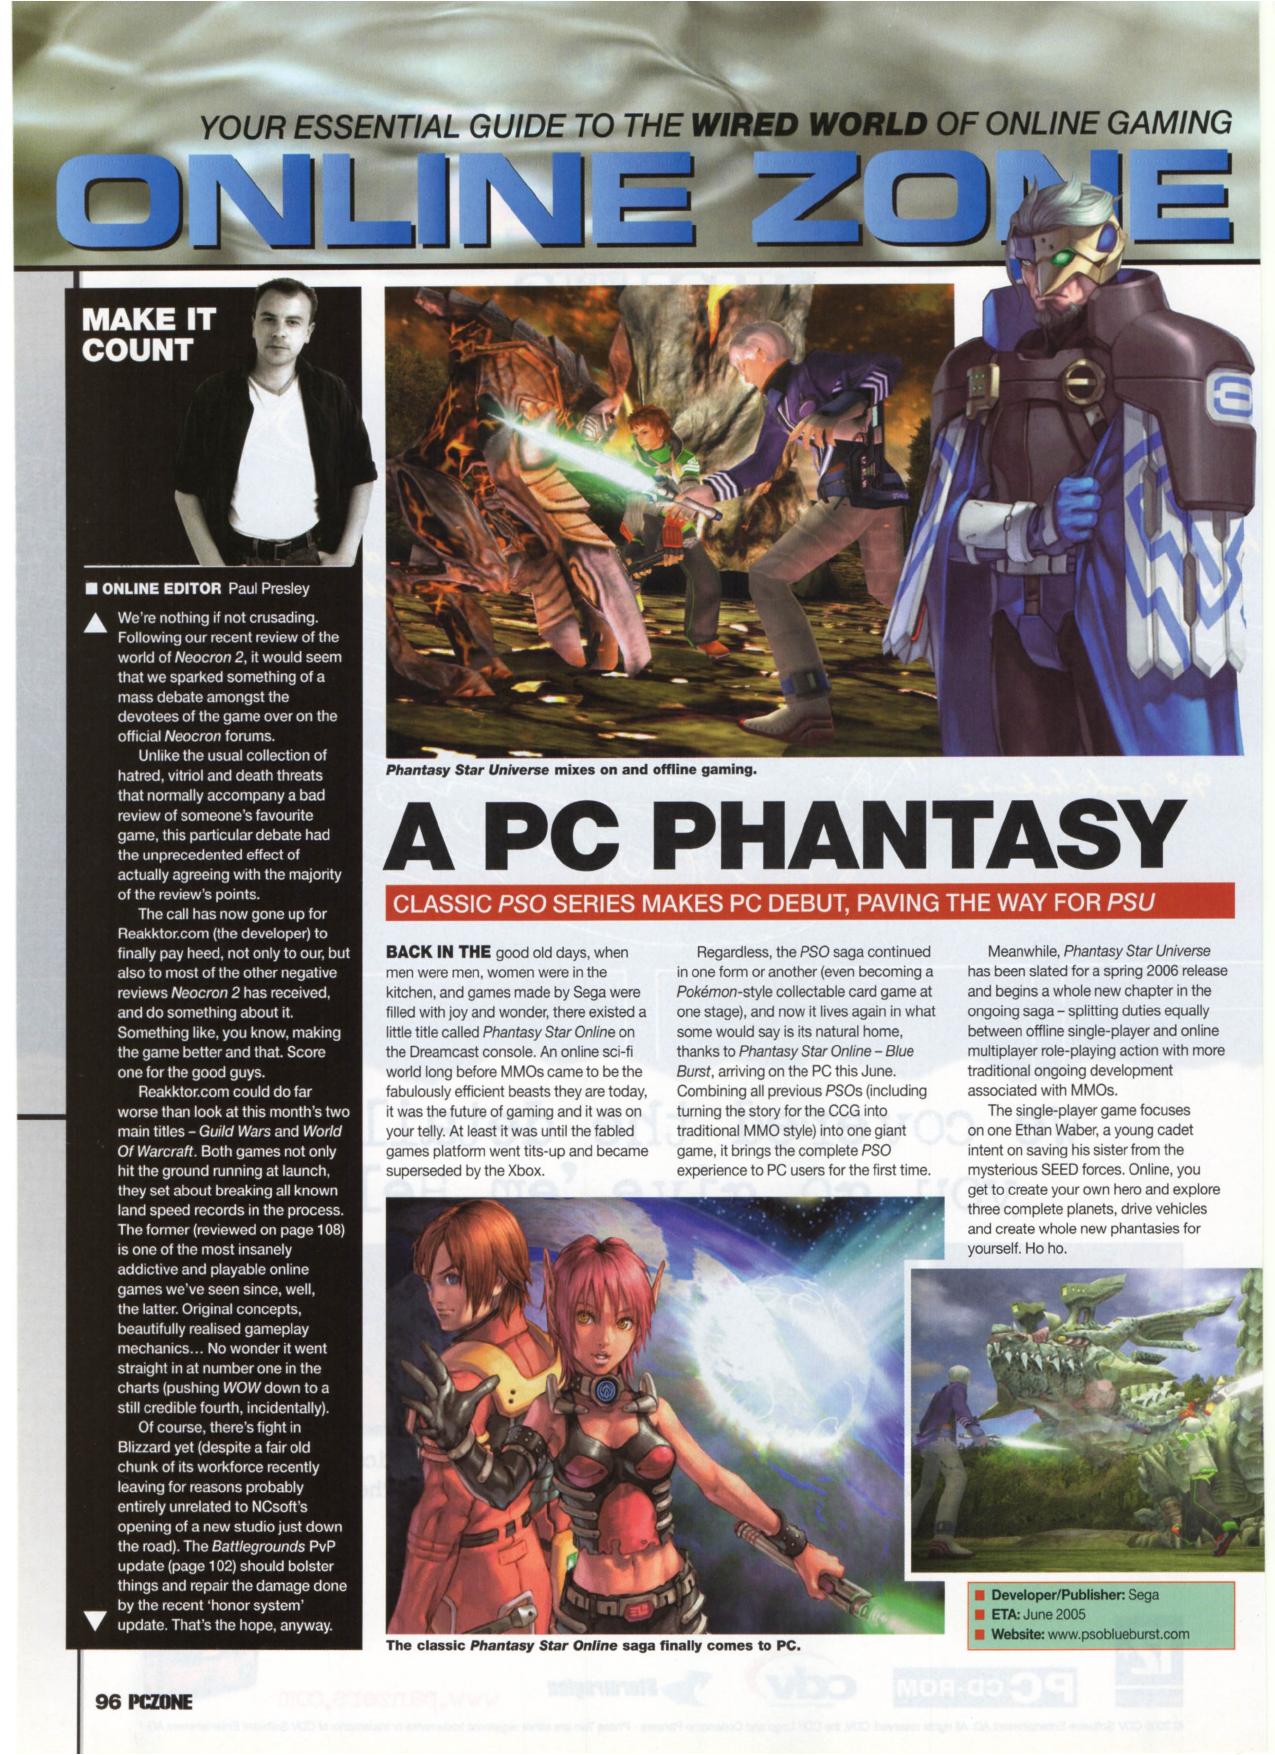 YOUR ESSENTIAL GUIDE TO THE WIRED WORLD OF ONLINE GAMING
ONLINE ZONE
MAKE IT
COUNT
■ ONLINE EDITOR Paul Presley
We're nothing if not crusading.
Following our recent review of the
world of Neocron 2, it would seem
that we sparked something of a
mass debate amongst the
devotees of the game over on the
official Neocron forums.
Unlike the usual collection of
hatred, vitriol and death threats
that normally accompany a bad
review of someone's favourite
game, this particular debate had
the unprecedented effect of
actually agreeing with the majority
of the review's points.
The call has now gone up for
Reakktor.com (the developer) to
finally pay heed, not only to our, but
also to most of the other negative
reviews Neocron 2 has received,
and do something about it.
Something like, you know, making
the game better and that. Score
one for the good guys.
Reakktor.com could do far
worse than look at this month's two
main titles – Guild Wars and World
Of Warcraft. Both games not only
hit the ground running at launch,
they set about breaking all known
land speed records in the process.
The former (reviewed on page 108)
is one of the most insanely
addictive and playable online
games we've seen since, well,
the latter. Original concepts,
beautifully realised gameplay
mechanics... No wonder it went
straight in at number one in the
charts (pushing WOW down to a
still credible fourth, incidentally).
Of course, there's fight in
Blizzard yet (despite a fair old
chunk of its workforce recently
leaving for reasons probably
entirely unrelated to NCsoft's
opening of a new studio just down
the road). The Battlegrounds PvP
update (page 102) should bolster
things and repair the damage done
by the recent 'honor system'
update. That's the hope, anyway.
Phantasy Star Universe mixes on and offline gaming.
A PC PHANTASY
CLASSIC PSO SERIES MAKES PC DEBUT, PAVING THE WAY FOR PSU
BACK IN THE good old days, when
men were men, women were in the
kitchen, and games made by Sega were
filled with joy and wonder, there existed a
little title called Phantasy Star Online on
the Dreamcast console. An online sci-fi
world long before MMOs came to be the
fabulously efficient beasts they are today,
it was the future of gaming and it was on
your telly. At least it was until the fabled
games platform went tits-up and became
superseded by the Xbox.
Regardless, the PSO saga continued
in one form or another (even becoming a
Pokémon-style collectable card game at
one stage), and now it lives again in what
some would say is its natural home,
thanks to Phantasy Star Online – Blue
Burst, arriving on the PC this June.
Combining all previous PSOs (including
turning the story for the CCG into
traditional MMO style) into one giant
game, it brings the complete PSO
experience to PC users for the first time.
Meanwhile, Phantasy Star Universe
has been slated for a spring 2006 release
and begins a whole new chapter in the
ongoing saga – splitting duties equally
between offline single-player and online
multiplayer role-playing action with more
traditional ongoing development
associated with MMOs.
The single-player game focuses
on one Ethan Waber, a young cadet
intent on saving his sister from the
mysterious SEED forces. Online, you
get to create your own hero and explore
three complete planets, drive vehicles
and create whole new phantasies for
yourself. Ho ho.
The classic Phantasy Star Online saga finally comes to PC.
■ Developer/Publisher: Sega
■ ETA: June 2005
■ Website: www.psoblueburst.com
96 PCZONE